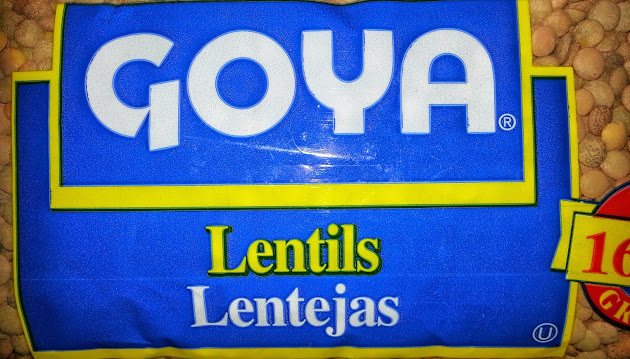 GOYA®
Lentils
Lentejas
16
U